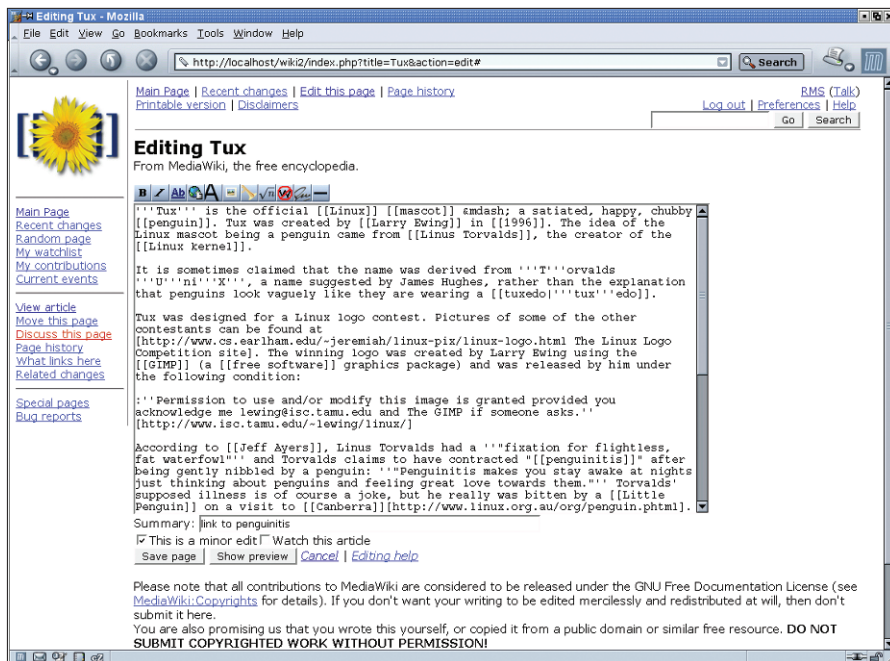 Editing Tux - Mozilla
File Edit View Go Bookmarks Tools Window Help
http://localhost/wiki2/index.php?title=Tux&action=edit#
Search
Main Page | Recent changes | Edit this page | Page history
Printable version | Disclaimers
RMS (Talk)
Log out | Preferences | Help
Go Search
Editing Tux
From MediaWiki, the free encyclopedia.
Main Page
Recent changes
Random page
My watchlist
My contributions
Current events
View article
Move this page
Discuss this page
Page history
What links here
Related changes
Special pages
Bug reports
B I Ab A √n W
'''Tux''' is the official [[Linux]] [[mascot]] &mdash; a satiated, happy, chubby
[[penguin]]. Tux was created by [[Larry Ewing]] in [[1996]]. The idea of the
Linux mascot being a penguin came from [[Linus Torvalds]], the creator of the
[[Linux kernel]].
It is sometimes claimed that the name was derived from '''T'''orvalds
'''U'''ni'''X''', a name suggested by James Hughes, rather than the explanation
that penguins look vaguely like they are wearing a [[tuxedo|'''tux'''edo]].
Tux was designed for a Linux logo contest. Pictures of some of the other
contestants can be found at
[http://www.cs.earlham.edu/~jeremiah/linux-pix/linux-logo.html The Linux Logo
Competition site]. The winning logo was created by Larry Ewing using the
[[GIMP]] (a [[free software]] graphics package) and was released by him under
the following condition:
:''Permission to use and/or modify this image is granted provided you
acknowledge me lewing@isc.tamu.edu and The GIMP if someone asks.''
[http://www.isc.tamu.edu/~lewing/linux/]
According to [[Jeff Ayers]], Linus Torvalds had a ''"fixation for flightless,
fat waterfowl"'' and Torvalds claims to have contracted "[[penguinitis]]" after
being gently nibbled by a penguin: ''"Penguinitis makes you stay awake at nights
just thinking about penguins and feeling great love towards them."'' Torvalds'
supposed illness is of course a joke, but he really was bitten by a [[Little
Penguin]] on a visit to [[Canberra]][http://www.linux.org.au/org/penguin.phtml].
Summary: link to penguinitis
This is a minor edit Watch this article
Save page Show preview Cancel | Editing help
Please note that all contributions to MediaWiki are considered to be released under the GNU Free Documentation License (see
MediaWiki:Copyrights for details). If you don't want your writing to be edited mercilessly and redistributed at will, then don't
submit it here.
You are also promising us that you wrote this yourself, or copied it from a public domain or similar free resource. DO NOT
SUBMIT COPYRIGHTED WORK WITHOUT PERMISSION!